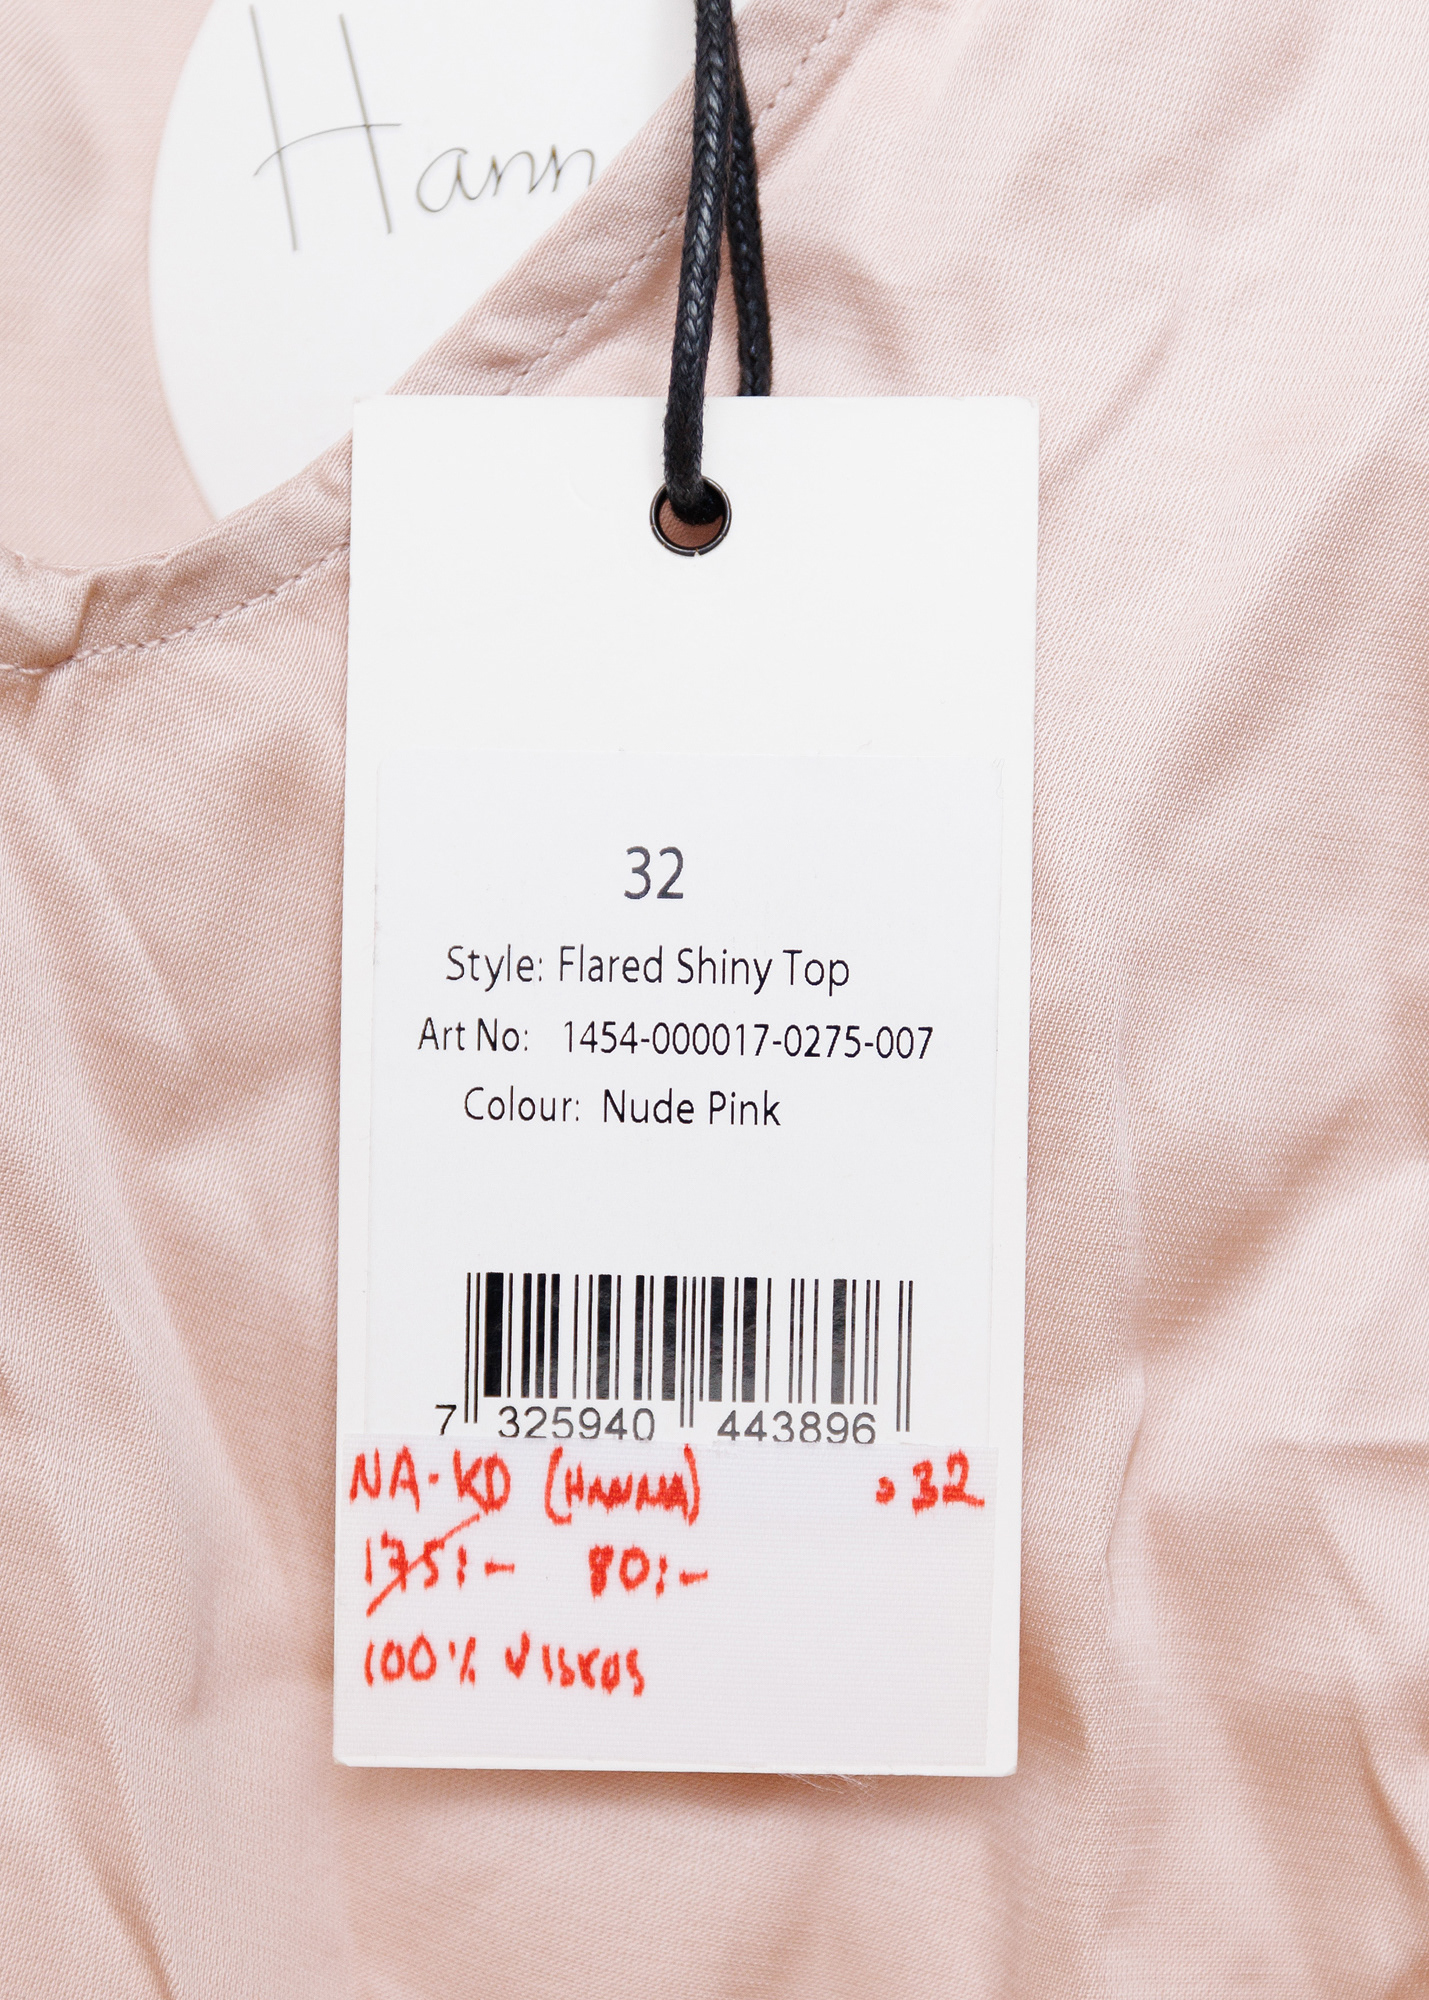 Hann
32
Style: Flared Shiny Top
Art No: 1454-000017-0275-007
Colour: Nude Pink
7 325940 443896
NA-KD (HANNA) 32
175:- 80:-
100% VISKOS